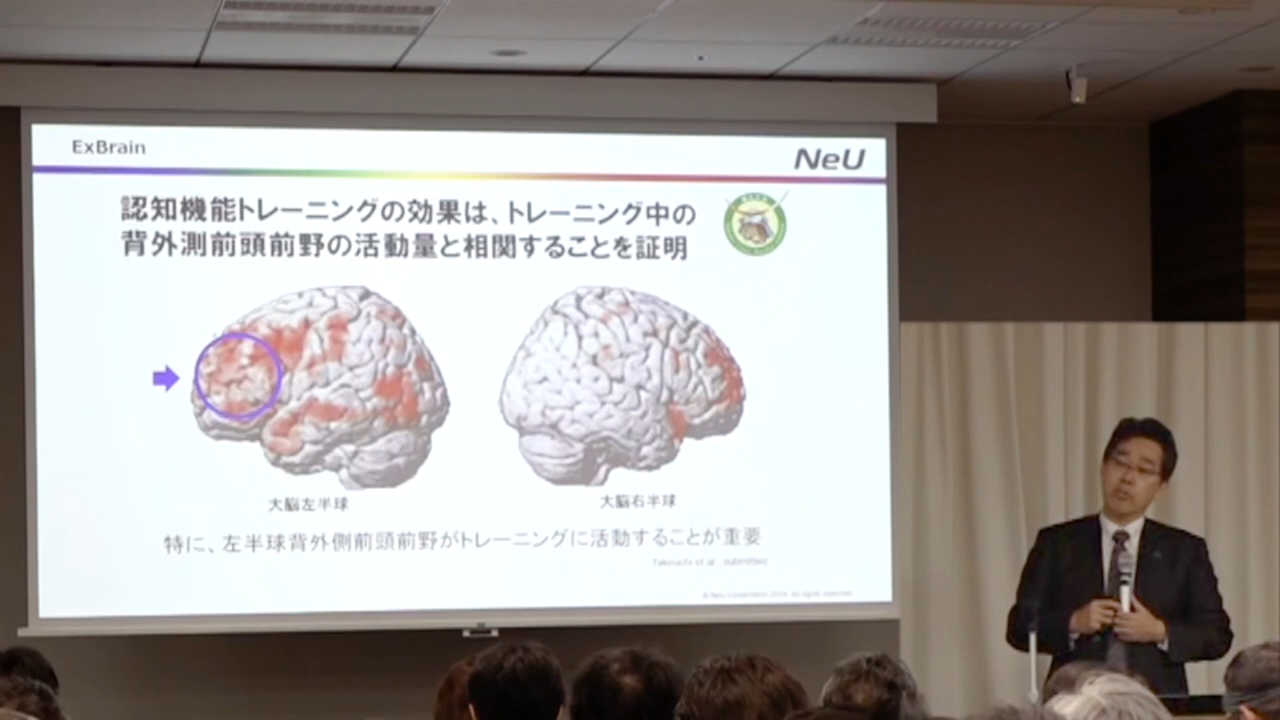 ExBrain
NeU
認知機能トレーニングの効果は、トレーニング中の
背外測前頭前野の活動量と相関することを証明
大脳左半球
大脳右半球
特に、左半球背外側前頭前野がトレーニングに活動することが重要
Takeuchi et al., submitted